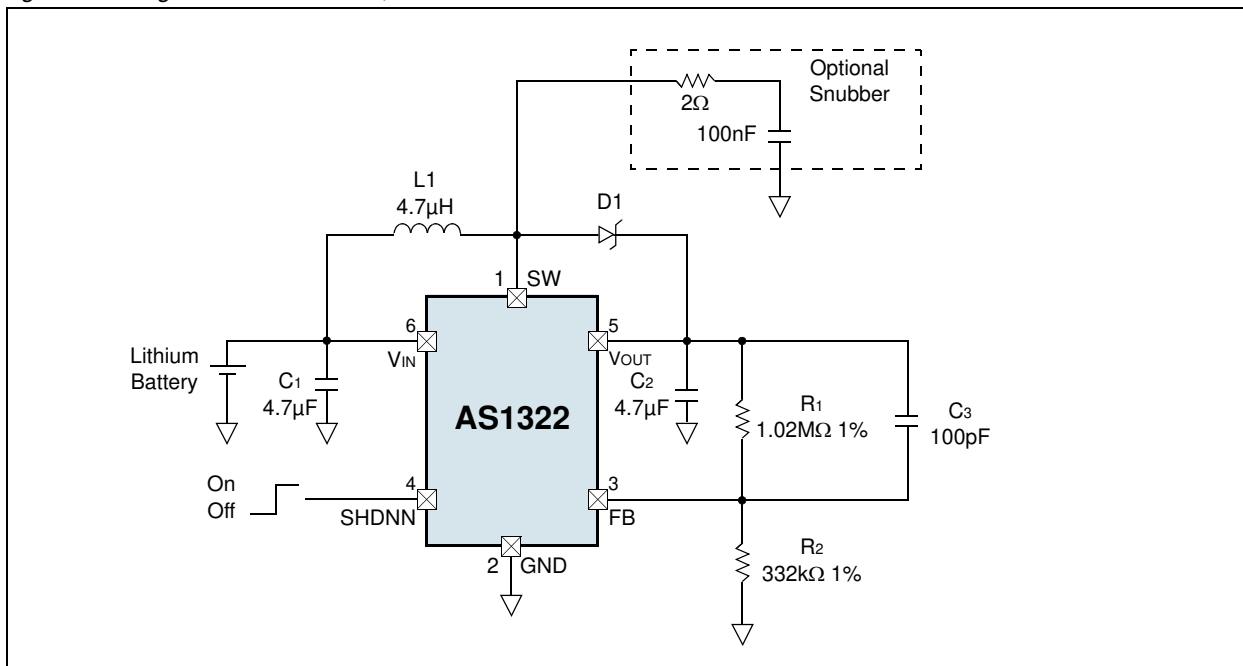 Optional
Snubber
2Ω
100nF
L1
4.7µH
D1
1 SW
6
VIN
5
VOUT
Lithium
Battery
C1
4.7µF
C2
4.7µF
AS1322
R1
1.02MΩ 1%
C3
100pF
On
Off
4
SHDNN
3
FB
2 GND
R2
332kΩ 1%